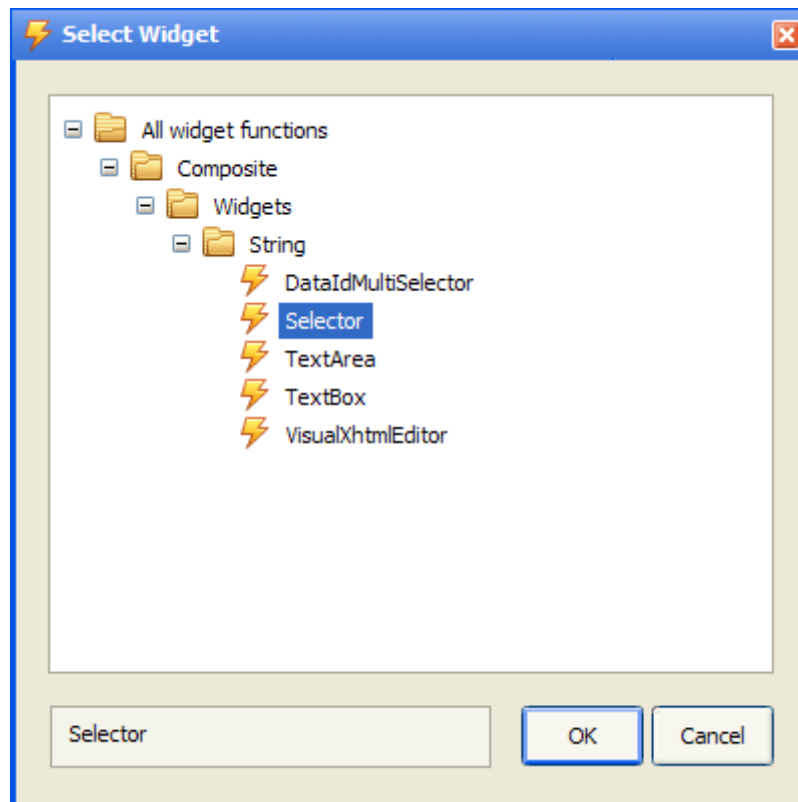 Select Widget
All widget functions
Composite
Widgets
String
DataIdMultiSelector
Selector
TextArea
TextBox
VisualXhtmlEditor
Selector OK Cancel